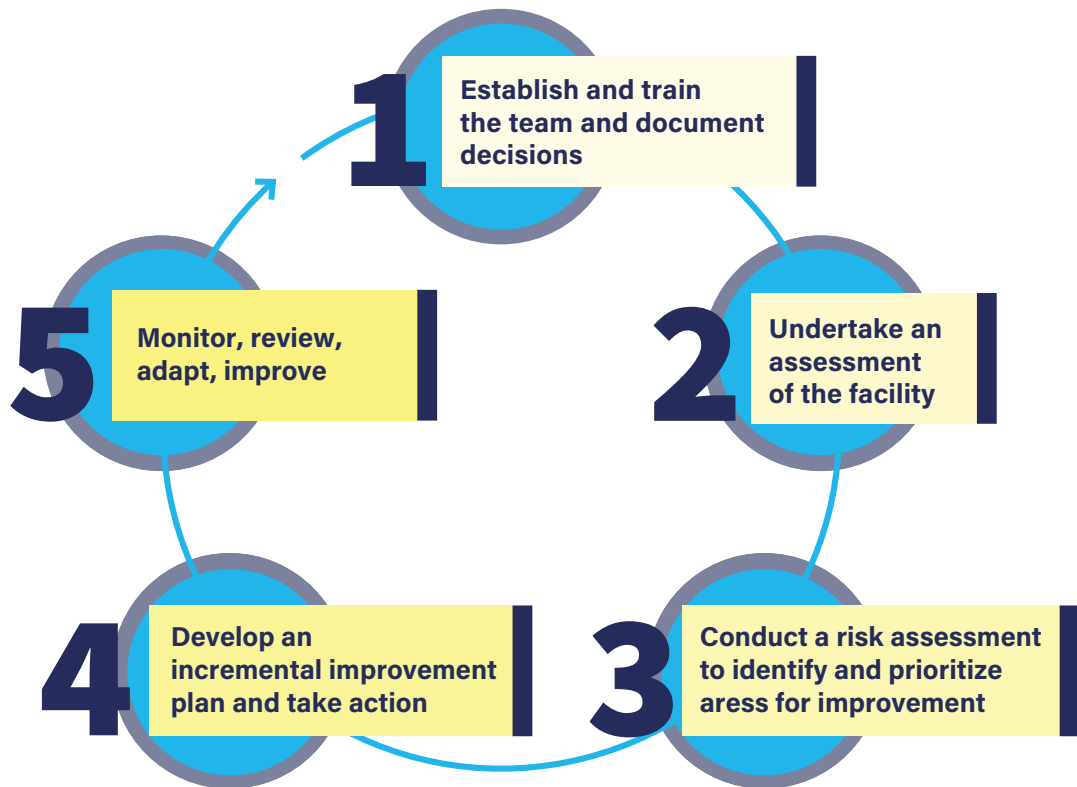 1
Establish and train
the team and document
decisions
2
Undertake an
assessment
of the facility
3
Conduct a risk assessment
to identify and prioritize
aress for improvement
4
Develop an
incremental improvement
plan and take action
5
Monitor, review,
adapt, improve